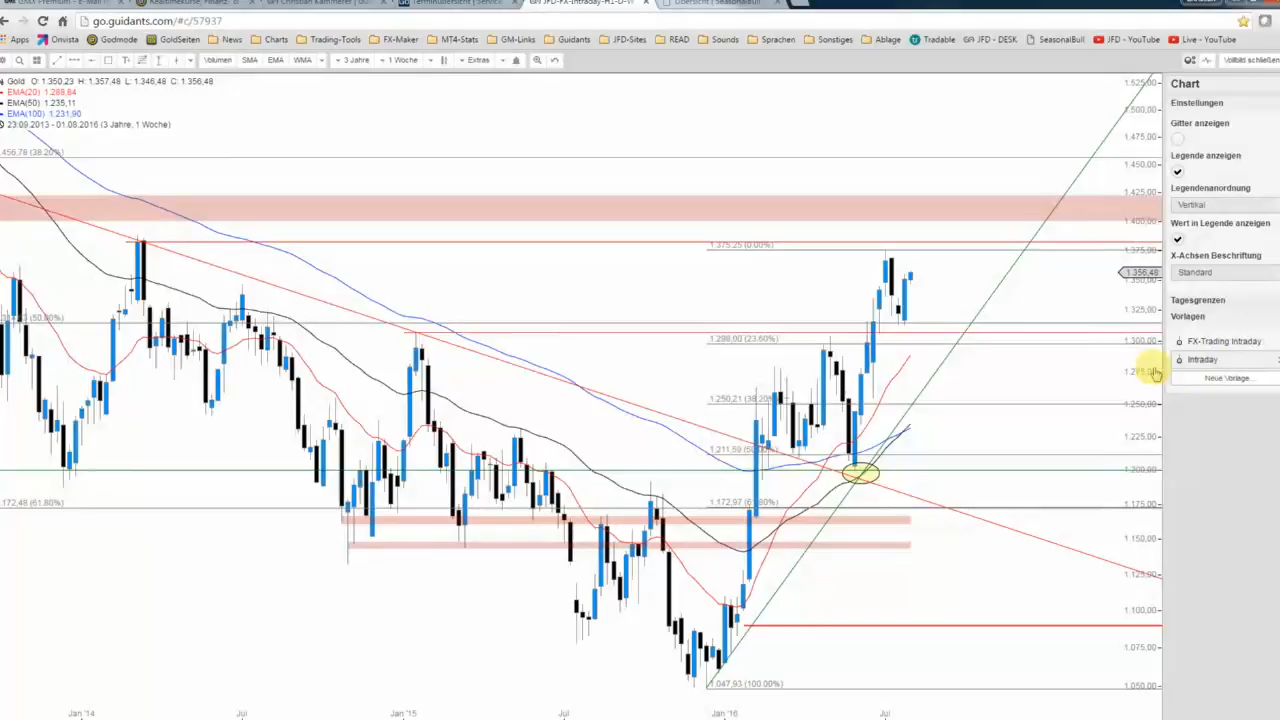 go.guidants.com/#c/57937
Apps Onvista Godmode GoldSeiten News Charts Trading-Tools FX-Maker MT4-Stats GM-Links Guidants JFD-Sites READ Sounds Sprachen Sonstiges Ablage Tradable JFD - DESK SeasonalBull JFD - YouTube Live - YouTube
Volumen SMA EMA WMA 3 Jahre 1 Woche Extras Vollbild schließen
Gold O: 1.350,23 H: 1.357,48 L: 1.346,48 C: 1.356,48
EMA(20) 1.288,84
EMA(50) 1.235,11
EMA(100) 1.231,90
23.09.2013 - 01.08.2016 (3 Jahre, 1 Woche)
1.525,00
1.500,00
1.475,00
.456,78 (38.20%)
1.450,00
1.425,00
1.400,00
1.375,25 (0.00%)
1.375,00
1.356,48
1.350,00
1.325,00
(50.00%)
1.298,00 (23.60%)
1.300,00
1.275,00
1.250,21 (38.20%)
1.250,00
1.225,00
1.211,59 (50.00%)
1.200,00
.172,48 (61.80%)
1.172,97 (61.80%)
1.175,00
1.150,00
1.125,00
1.100,00
1.075,00
1.047,93 (100.00%)
1.050,00
Jan '14 Jul Jan '15 Jul Jan '16 Jul
Chart
Einstellungen
Gitter anzeigen
Legende anzeigen
Legendenanordnung
Vertikal
Wert in Legende anzeigen
X-Achsen Beschriftung
Standard
Tagesgrenzen
Vorlagen
FX-Trading Intraday
Intraday
Neue Vorlage...